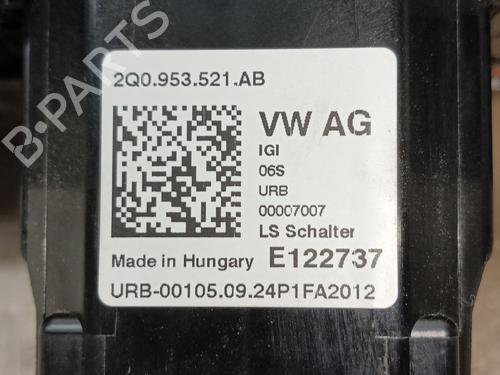 2Q0.953.521.AB
VW AG
IGI
06S
URB
00007007
LS Schalter
Made in Hungary E122737
URB-00105.09.24P1FA2012
B-PARTS